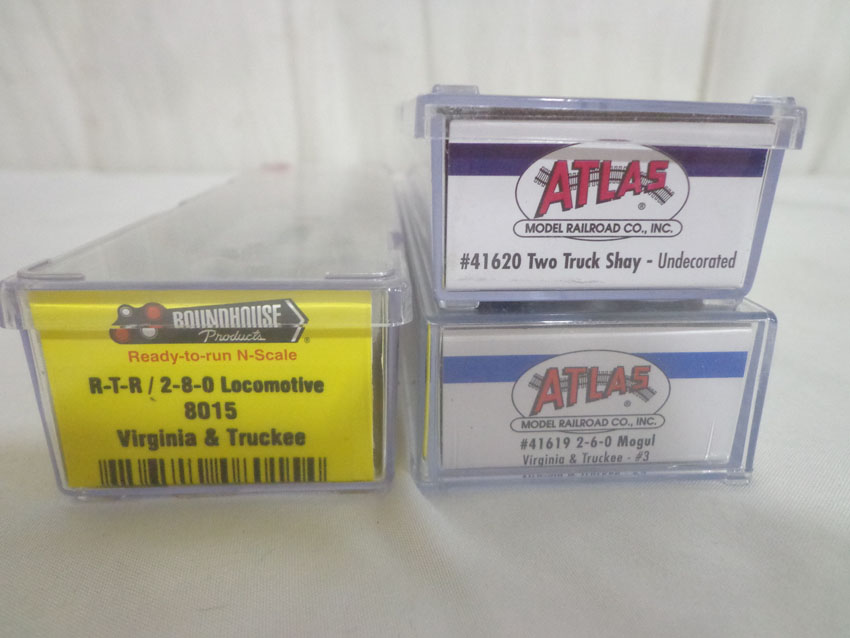 BOUNDHOUSE
Products
Ready-to-run N-Scale
R-T-R / 2-8-0 Locomotive
8015
Virginia & Truckee
ATLAS
®
MODEL RAILROAD CO., INC.
#41620 Two Truck Shay - Undecorated
ATLAS
®
MODEL RAILROAD CO., INC.
#41619 2-6-0 Mogul
Virginia & Truckee - #3